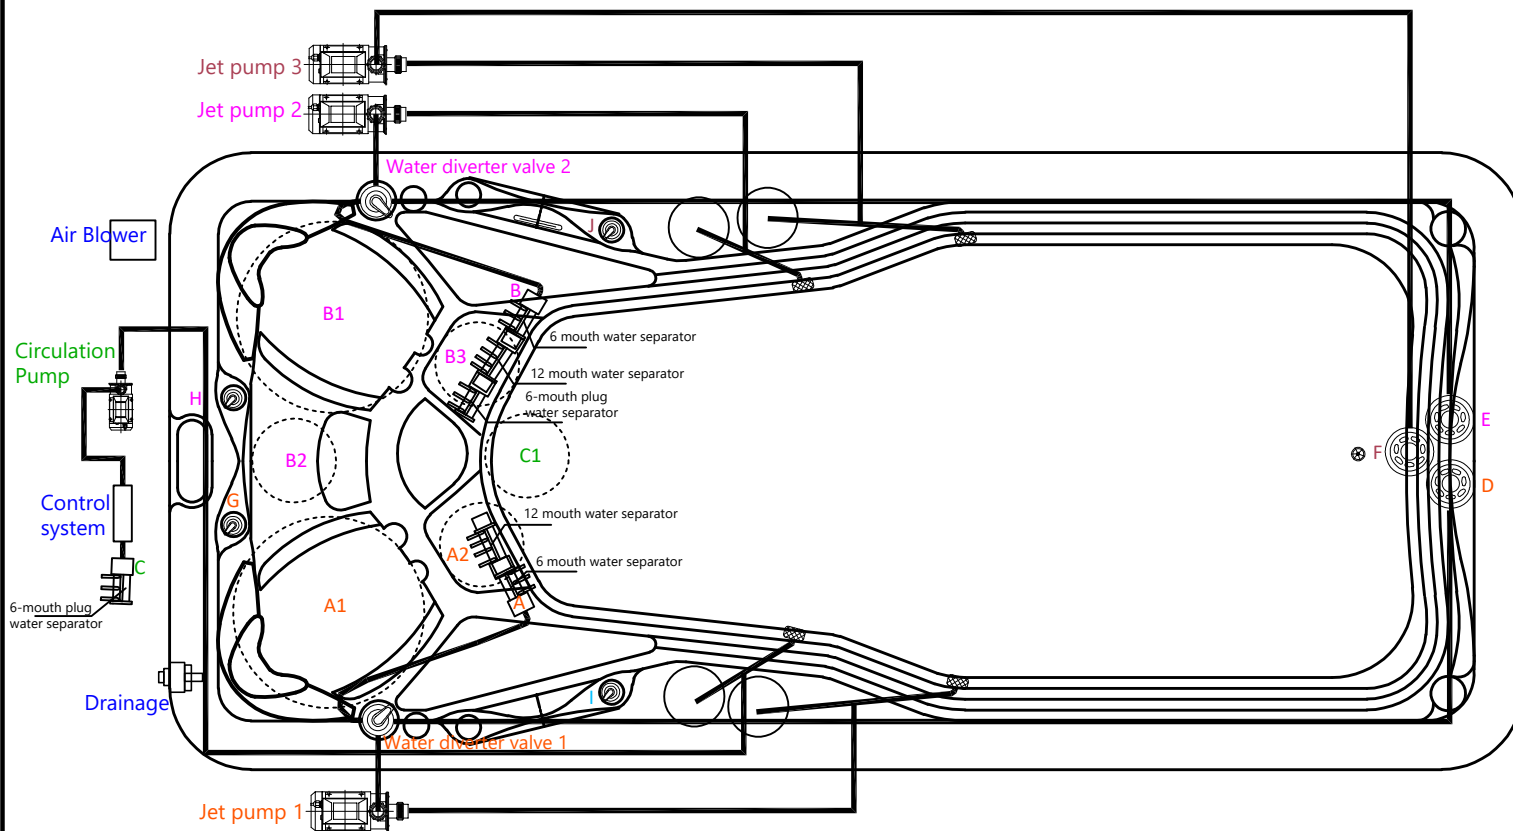 Jet pump 3
Jet pump 2
Water diverter valve 2
Air Blower
J
B
B1
6 mouth water separator
Circulation
Pump
B3
12 mouth water separator
H
6-mouth plug
water separator
E
B2
C1
F
D
G
Control
system
12 mouth water separator
A2
6 mouth water separator
C
A1
A
6-mouth plug
water separator
Drainage
I
Water diverter valve 1
Jet pump 1